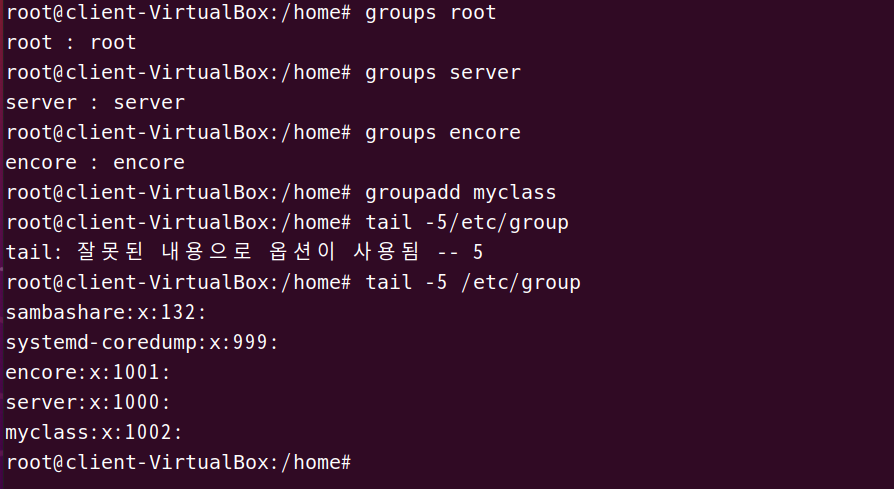 root@client-VirtualBox:/home# groups root
root : root
root@client-VirtualBox:/home# groups server
server : server
root@client-VirtualBox:/home# groups encore
encore : encore
root@client-VirtualBox:/home# groupadd myclass
root@client-VirtualBox:/home# tail -5/etc/group
tail: 잘못된 내용으로 옵션이 사용됨 -- 5
root@client-VirtualBox:/home# tail -5 /etc/group
sambashare:x:132:
systemd-coredump:x:999:
encore:x:1001:
server:x:1000:
myclass:x:1002:
root@client-VirtualBox:/home#